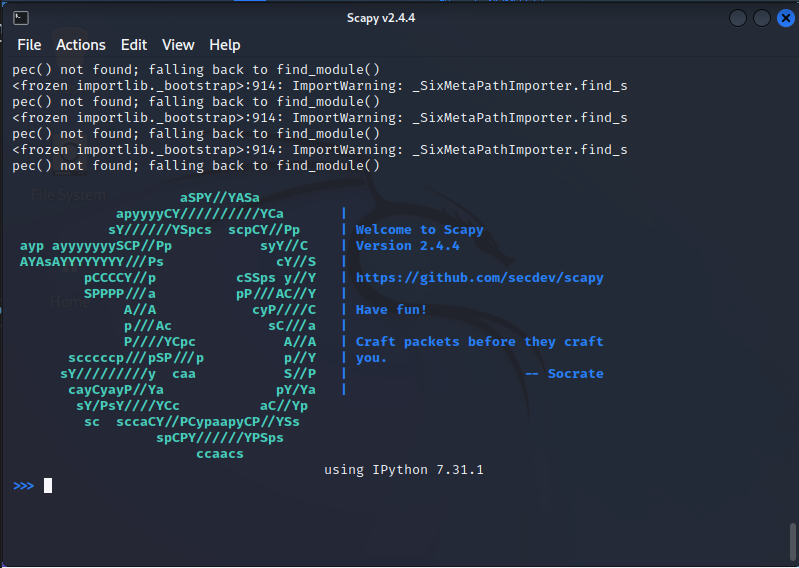 Scapy v2.4.4
File Actions Edit View Help
pec() not found; falling back to find_module()
<frozen importlib._bootstrap>:914: ImportWarning: _SixMetaPathImporter.find_s
pec() not found; falling back to find_module()
<frozen importlib._bootstrap>:914: ImportWarning: _SixMetaPathImporter.find_s
pec() not found; falling back to find_module()
<frozen importlib._bootstrap>:914: ImportWarning: _SixMetaPathImporter.find_s
pec() not found; falling back to find_module()
File System
Home
                     aSPY//YASa
             apyyyyCY//////////YCa       |
            sY//////YSpcs  scpCY//Pp     | Welcome to Scapy
 ayp ayyyyyyySCP//Pp           syY//C    | Version 2.4.4
AYAsAYYYYYYYY///Ps              cY//S    |
         pCCCCY//p          cSSps y//Y   | https://github.com/secdev/scapy
         SPPPP///a          pP///AC//Y   |
              A//A            cyP////C   | Have fun!
              p///Ac            sC///a   |
              P////YCpc           A//A   | Craft packets before they craft
       scccccp///pSP///p          p//Y   | you.
      sY/////////y  caa           S//P   |                      -- Socrate
       cayCyayP//Ya              pY/Ya   |
        sY/PsY////YCc          aC//Yp
         sc  sccaCY//PCypaapyCP//YSs
                  spCPY//////YPSps
                       ccaacs
using IPython 7.31.1
>>>